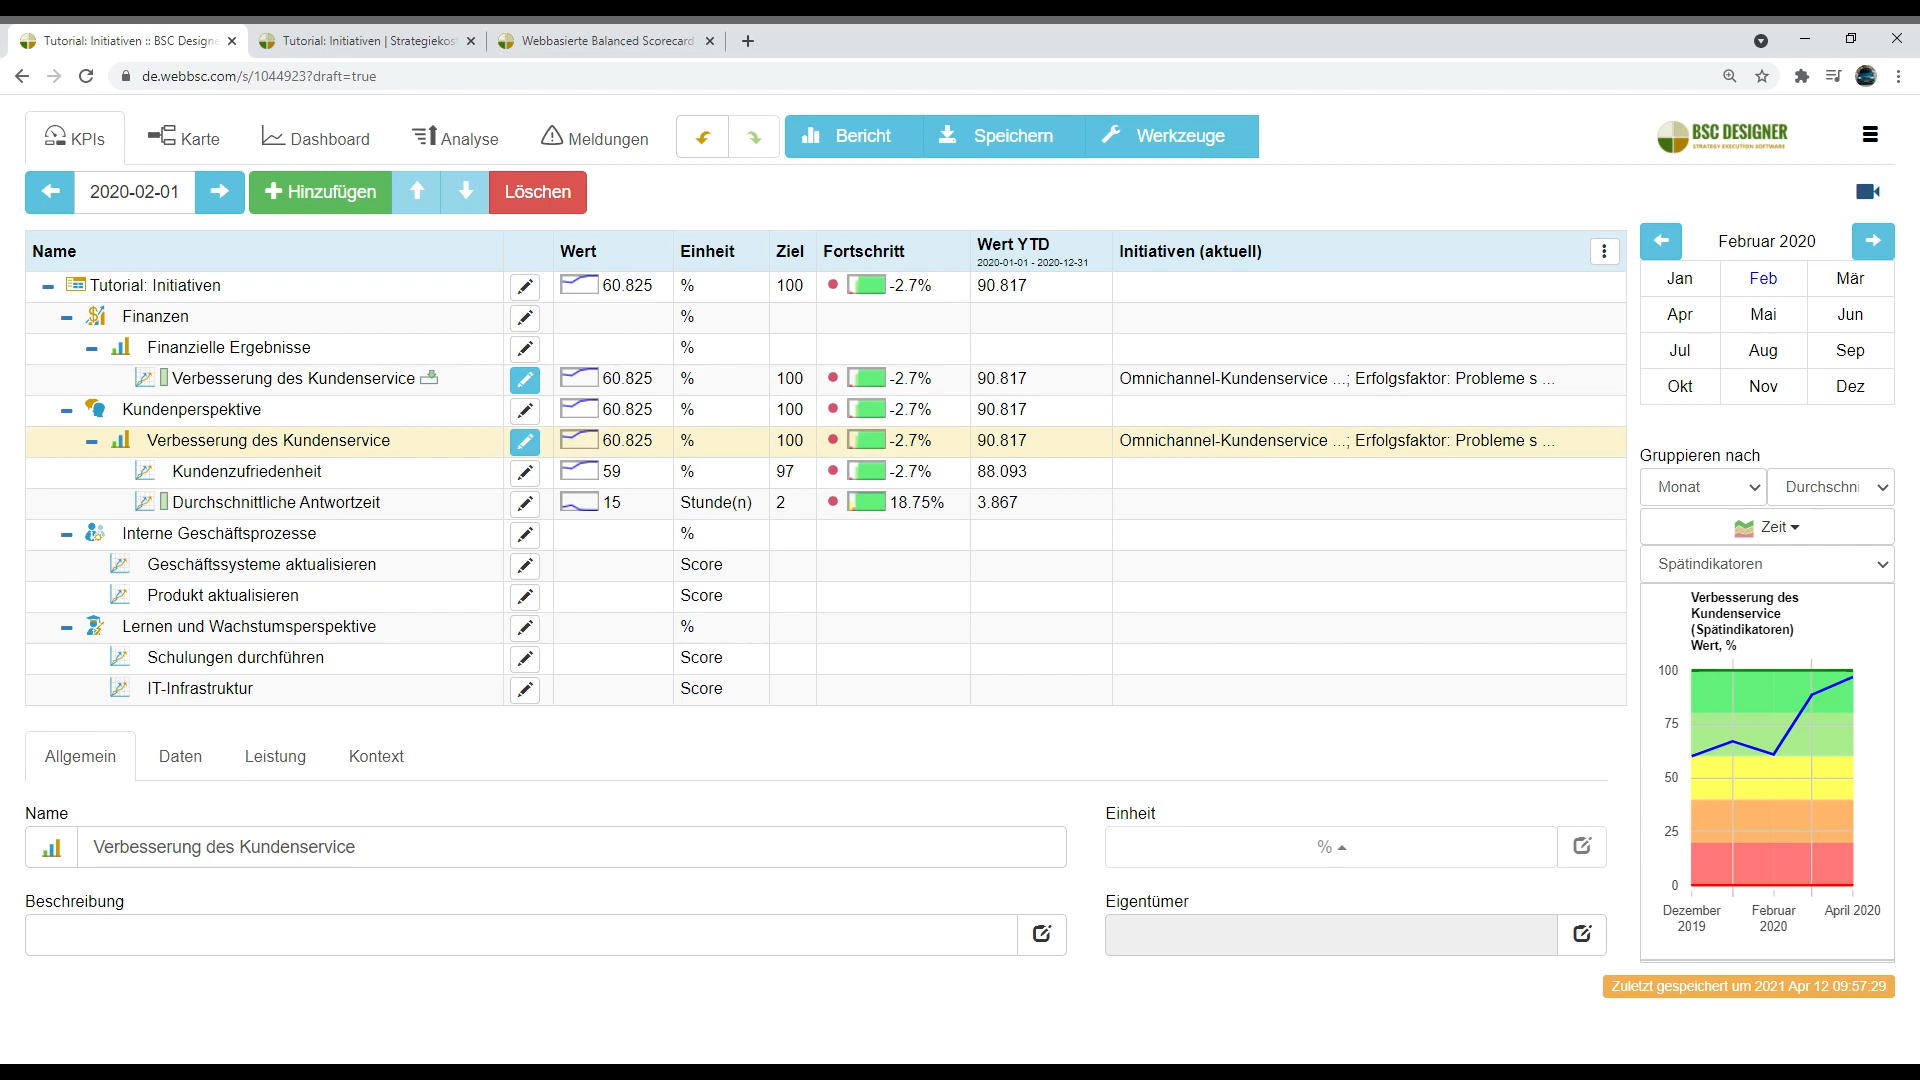 Tutorial: Initiativen :: BSC Designe
Tutorial: Initiativen | Strategiekos
Webbasierte Balanced Scorecard
de.webbsc.com/s/1044923?draft=true
KPIs Karte Dashboard Analyse Meldungen Bericht Speichern Werkzeuge BSC DESIGNER
STRATEGY EXECUTION SOFTWARE
2020-02-01 Hinzufügen Löschen
Name Wert Einheit Ziel Fortschritt Wert YTD Initiativen (aktuell)
2020-01-01 - 2020-12-31
Tutorial: Initiativen 60.825 % 100 -2.7% 90.817
Finanzen %
Finanzielle Ergebnisse %
Verbesserung des Kundenservice 60.825 % 100 -2.7% 90.817 Omnichannel-Kundenservice ...; Erfolgsfaktor: Probleme s ...
Kundenperspektive 60.825 % 100 -2.7% 90.817
Verbesserung des Kundenservice 60.825 % 100 -2.7% 90.817 Omnichannel-Kundenservice ...; Erfolgsfaktor: Probleme s ...
Kundenzufriedenheit 59 % 97 -2.7% 88.093
Durchschnittliche Antwortzeit 15 Stunde(n) 2 18.75% 3.867
Interne Geschäftsprozesse %
Geschäftssysteme aktualisieren Score
Produkt aktualisieren Score
Lernen und Wachstumsperspektive %
Schulungen durchführen Score
IT-Infrastruktur Score
Februar 2020
Jan Feb Mär
Apr Mai Jun
Jul Aug Sep
Okt Nov Dez
Gruppieren nach
Monat Durchschni
Zeit
Spätindikatoren
Verbesserung des
Kundenservice
(Spätindikatoren)
Wert, %
100
75
50
25
0
Dezember 2019
Februar 2020
April 2020
Allgemein Daten Leistung Kontext
Name Einheit
Verbesserung des Kundenservice %
Beschreibung Eigentümer
Zuletzt gespeichert um 2021 Apr 12 09:57:29